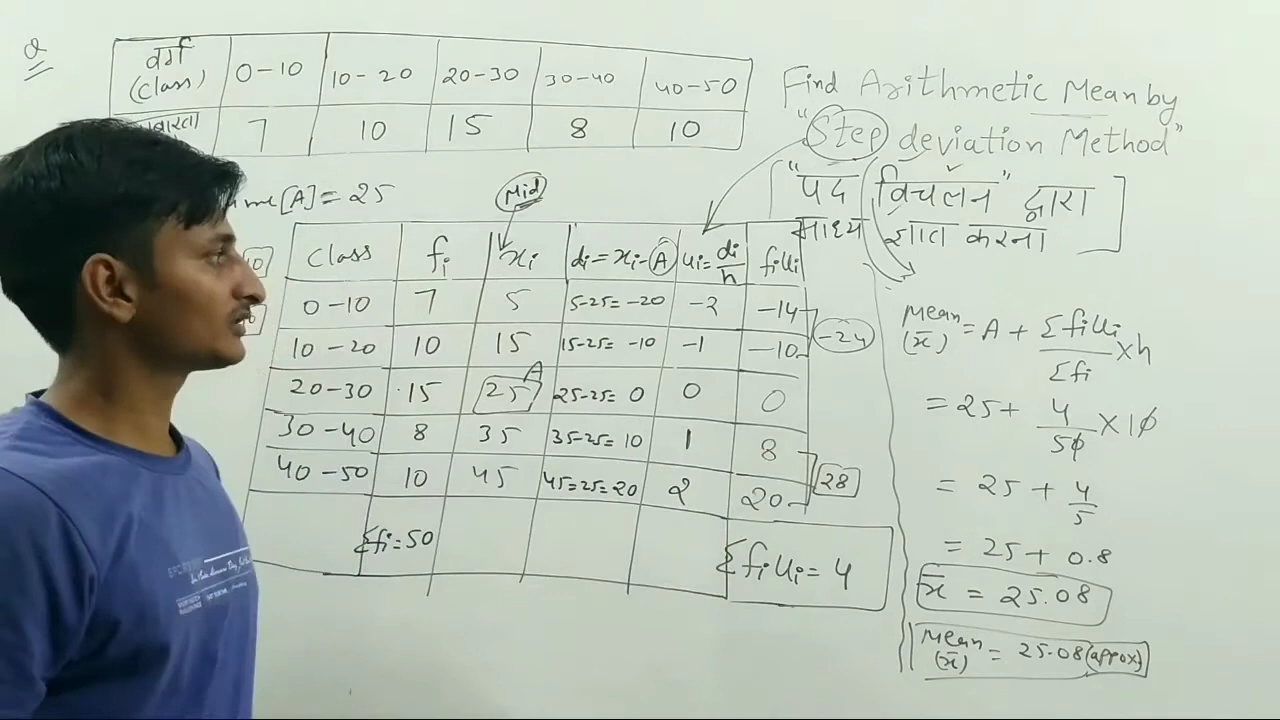 Q
वर्ग (class) 0-10 10-20 20-30 30-40 40-50
7 10 15 8 10
Find Arithmetic Mean by
"Step deviation Method"
"पद विचलन" द्वारा
माध्य ज्ञात करना
[A] = 25
Mid
class fi xi di = xi - A ui = di/h fiui
0-10 7 5 5-25= -20 -2 -14
10-20 10 15 15-25= -10 -1 -10
-24
A
20-30 15 25 25-25= 0 0 0
30-40 8 35 35-25= 10 1 8
40-50 10 45 45=25=20 2 20
28
Σfi = 50 Σfiui = 4
Mean (x̄) = A + Σfiui/Σfi × h
= 25 + 4/50 × 10
= 25 + 4/5
= 25 + 0.8
x̄ = 25.08
Mean (x̄) = 25.08 (approx)